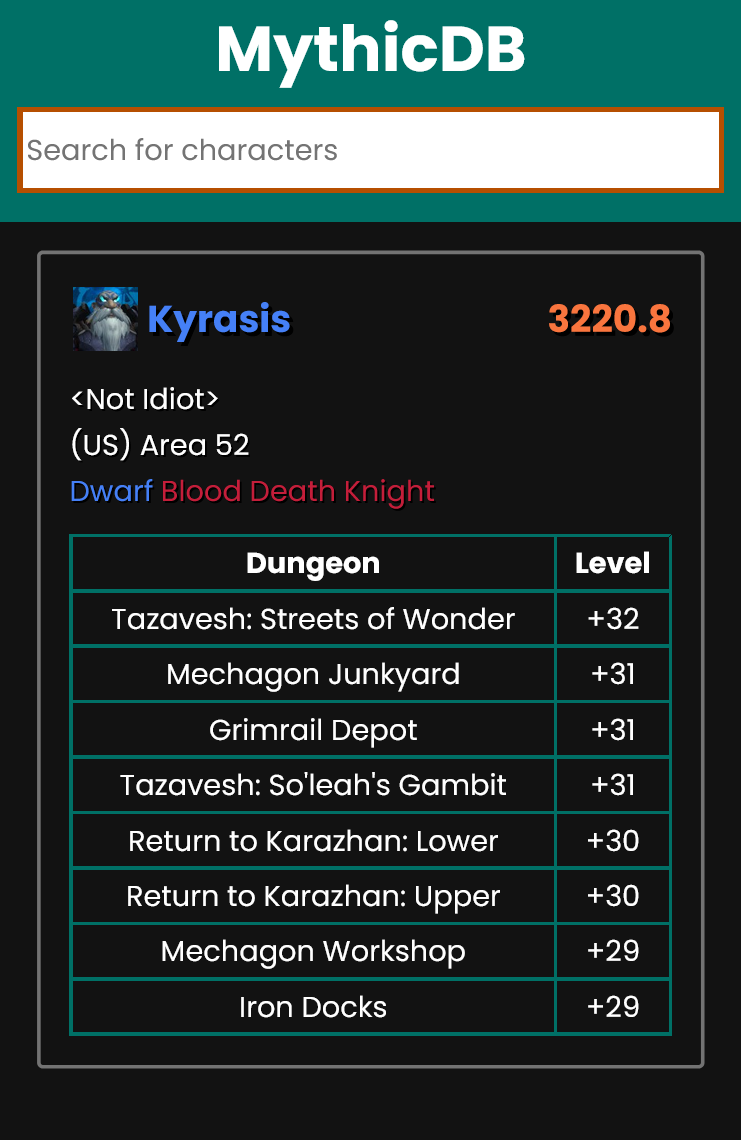 MythicDB
Search for characters
Kyrasis 3220.8
<Not Idiot>
(US) Area 52
Dwarf Blood Death Knight
Dungeon Level
Tazavesh: Streets of Wonder +32
Mechagon Junkyard +31
Grimrail Depot +31
Tazavesh: So'leah's Gambit +31
Return to Karazhan: Lower +30
Return to Karazhan: Upper +30
Mechagon Workshop +29
Iron Docks +29